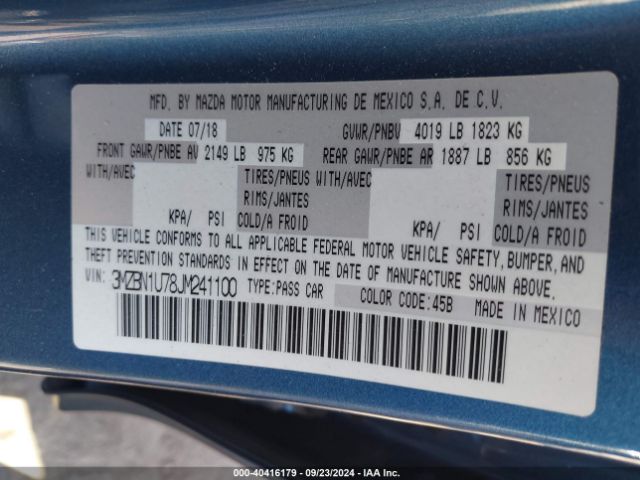 MFD. BY MAZDA MOTOR MANUFACTURING DE MEXICO S.A. DE C.V.
DATE 07/18 GVWR/PNBV 4019 LB 1823 KG
FRONT GAWR/PNBE AV 2149 LB 975 KG REAR GAWR/PNBE AR 1887 LB 856 KG
WITH/AVEC TIRES/PNEUS WITH/AVEC TIRES/PNEUS
RIMS/JANTES RIMS/JANTES
KPA/ PSI COLD/A FROID KPA/ PSI COLD/A FROID
THIS VEHICLE CONFORMS TO ALL APPLICABLE FEDERAL MOTOR VEHICLE SAFETY, BUMPER, AND
THEFT PREVENTION STANDARDS IN EFFECT ON THE DATE OF MANUFACTURE SHOWN ABOVE.
VIN: 3MZBN1U78JM241100 TYPE:PASS CAR COLOR CODE:45B MADE IN MEXICO
000-40416179 - 09/23/2024 - IAA Inc.